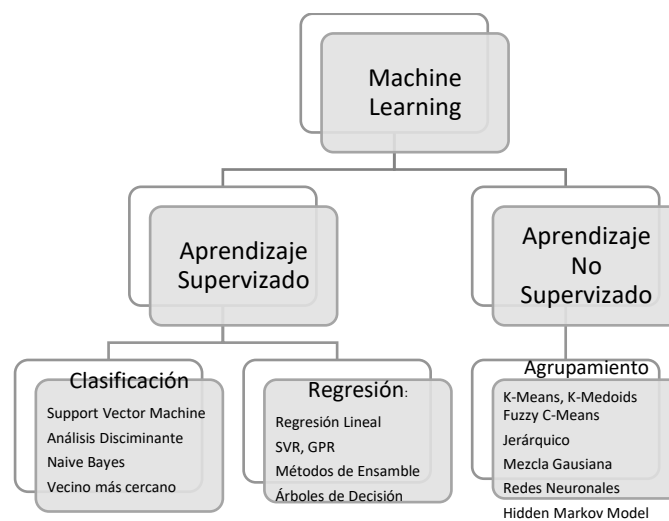 Machine
Learning
Aprendizaje
Supervizado
Aprendizaje
No
Supervizado
Clasificación
Support Vector Machine
Análisis Disciminante
Naive Bayes
Vecino más cercano
Regresión:
Regresión Lineal
SVR, GPR
Métodos de Ensamble
Árboles de Decisión
Agrupamiento
K-Means, K-Medoids
Fuzzy C-Means
Jerárquico
Mezcla Gausiana
Redes Neuronales
Hidden Markov Model